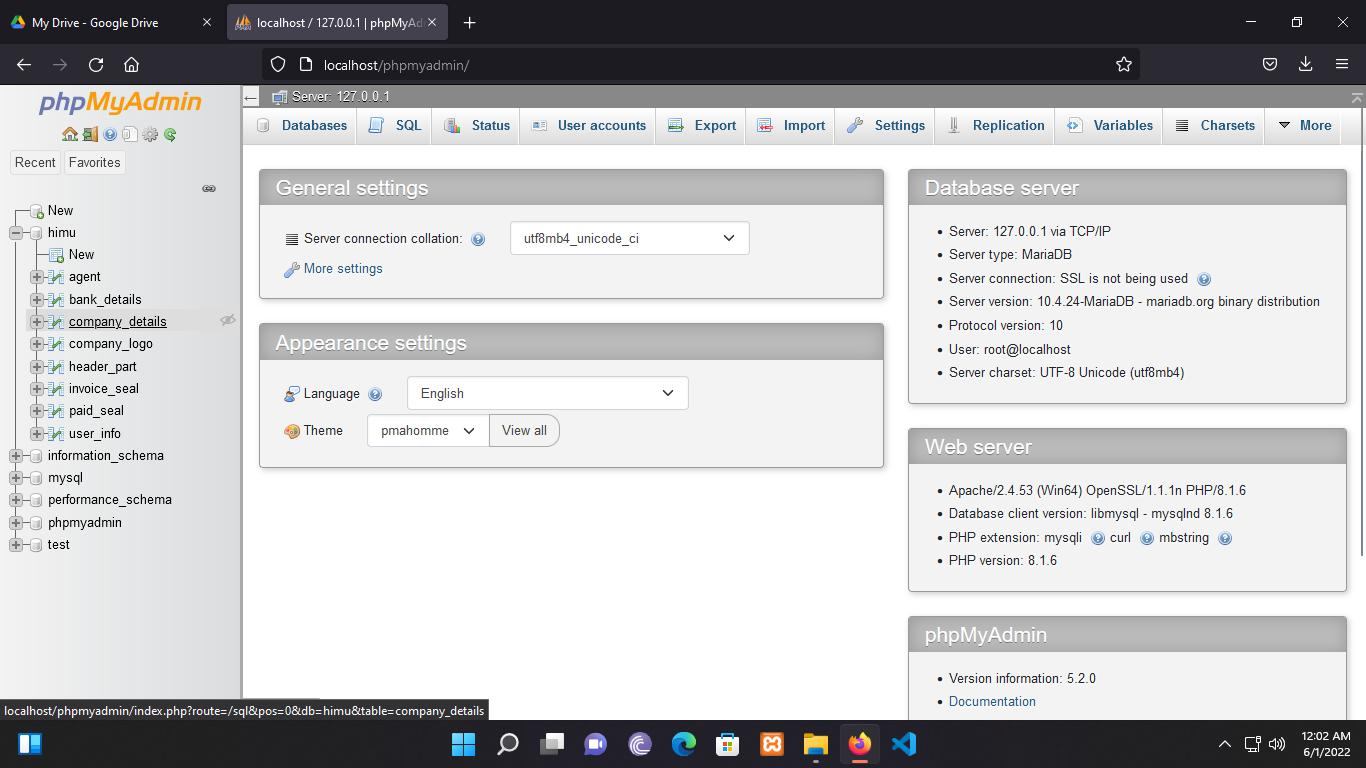 My Drive - Google Drive
localhost / 127.0.0.1 | phpMyAd
localhost/phpmyadmin/
phpMyAdmin
Recent
Favorites
New
himu
New
agent
bank_details
company_details
company_logo
header_part
invoice_seal
paid_seal
user_info
information_schema
mysql
performance_schema
phpmyadmin
test
Server: 127.0.0.1
Databases
SQL
Status
User accounts
Export
Import
Settings
Replication
Variables
Charsets
More
General settings
Server connection collation:
utf8mb4_unicode_ci
More settings
Appearance settings
Language
English
Theme
pmahomme
View all
Database server
Server: 127.0.0.1 via TCP/IP
Server type: MariaDB
Server connection: SSL is not being used
Server version: 10.4.24-MariaDB - mariadb.org binary distribution
Protocol version: 10
User: root@localhost
Server charset: UTF-8 Unicode (utf8mb4)
Web server
Apache/2.4.53 (Win64) OpenSSL/1.1.1n PHP/8.1.6
Database client version: libmysql - mysqlnd 8.1.6
PHP extension: mysqli curl mbstring
PHP version: 8.1.6
phpMyAdmin
Version information: 5.2.0
Documentation
localhost/phpmyadmin/index.php?route=/sql&pos=0&db=himu&table=company_details
12:02 AM
6/1/2022